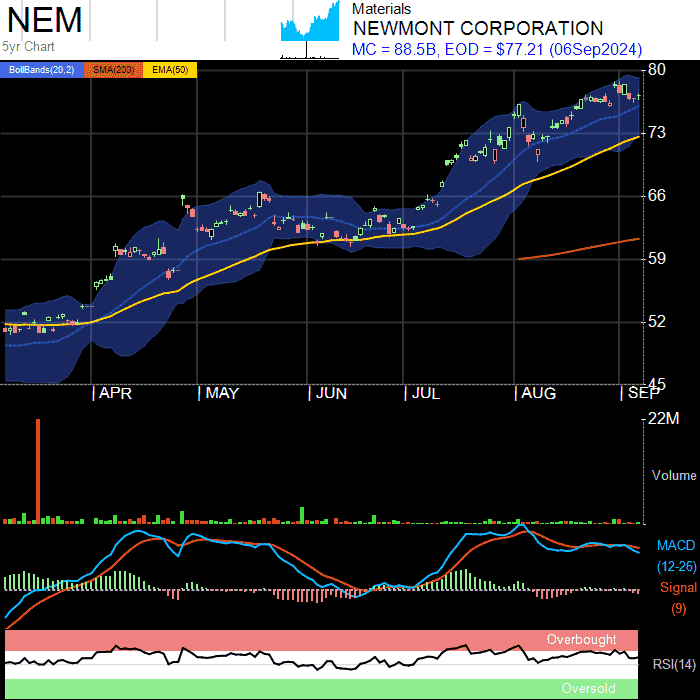 NEM
5yr Chart
Materials
NEWMONT CORPORATION
MC = 88.5B, EOD = $77.21 (06Sep2024)
BollBands(20,2) SMA(200) EMA(50)
80
73
66
59
52
45
APR MAY JUN JUL AUG SEP
22M
Volume
MACD
(12-26)
Signal
(9)
Overbought
RSI(14)
Oversold